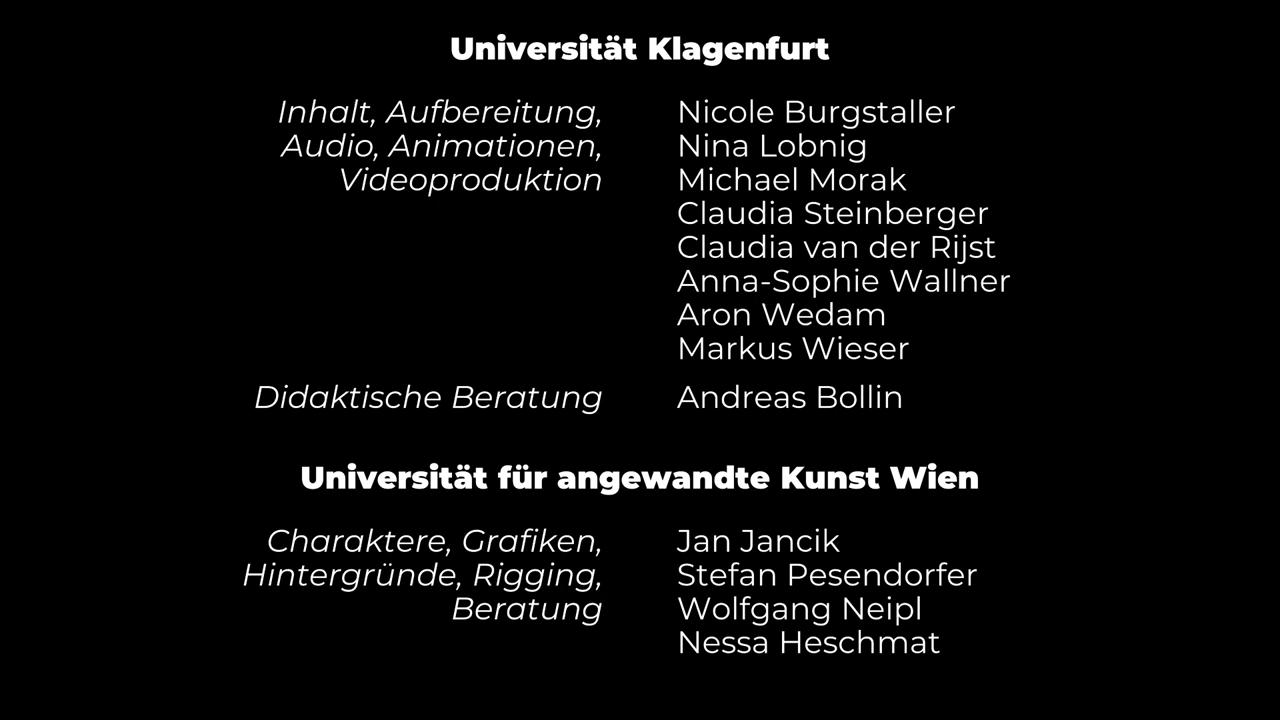 Universität Klagenfurt
Inhalt, Aufbereitung, Nicole Burgstaller
Audio, Animationen, Nina Lobnig
Videoproduktion Michael Morak
Claudia Steinberger
Claudia van der Rijst
Anna-Sophie Wallner
Aron Wedam
Markus Wieser
Didaktische Beratung Andreas Bollin
Universität für angewandte Kunst Wien
Charaktere, Grafiken, Jan Jancik
Hintergründe, Rigging, Stefan Pesendorfer
Beratung Wolfgang Neipl
Nessa Heschmat